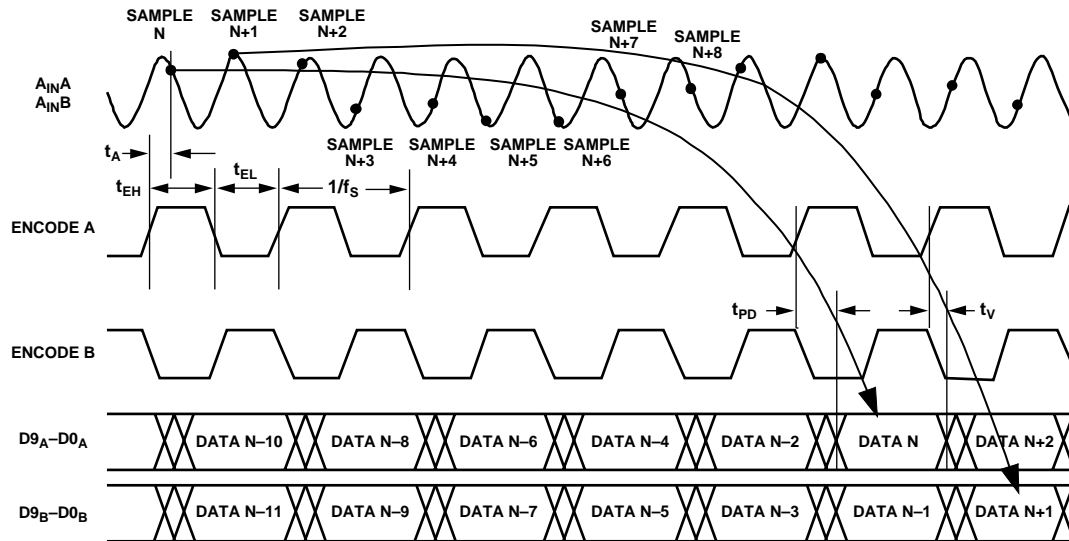 SAMPLE N
SAMPLE N+1
SAMPLE N+2
SAMPLE N+7
SAMPLE N+8
AINA
AINB
SAMPLE N+3
SAMPLE N+4
SAMPLE N+5
SAMPLE N+6
tA
tEH
tEL
1/fS
ENCODE A
tPD
tV
ENCODE B
D9A–D0A
DATA N–10
DATA N–8
DATA N–6
DATA N–4
DATA N–2
DATA N
DATA N+2
D9B–D0B
DATA N–11
DATA N–9
DATA N–7
DATA N–5
DATA N–3
DATA N–1
DATA N+1